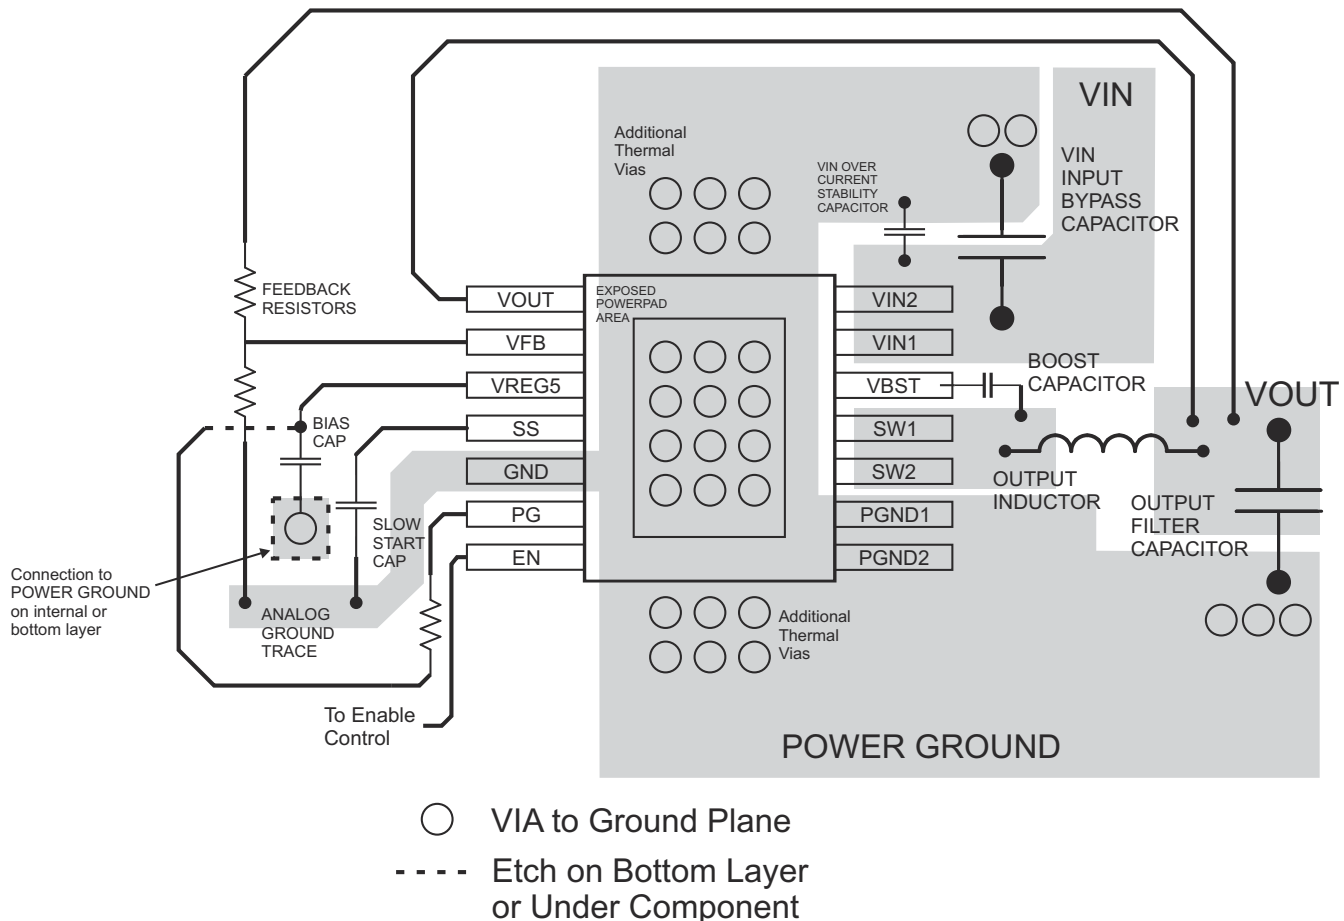 VIN
Additional
Thermal
Vias
VIN OVER
CURRENT
STABILITY
CAPACITOR
VIN
INPUT
BYPASS
CAPACITOR
FEEDBACK
RESISTORS
EXPOSED
POWERPAD
AREA
VOUT
VFB
VREG5
SS
GND
PG
EN
VIN2
VIN1
VBST
SW1
SW2
PGND1
PGND2
BOOST
CAPACITOR
VOUT
BIAS
CAP
SLOW
START
CAP
OUTPUT
INDUCTOR
OUTPUT
FILTER
CAPACITOR
Connection to
POWER GROUND
on internal or
bottom layer
ANALOG
GROUND
TRACE
Additional
Thermal
Vias
To Enable
Control
POWER GROUND
VIA to Ground Plane
Etch on Bottom Layer
or Under Component